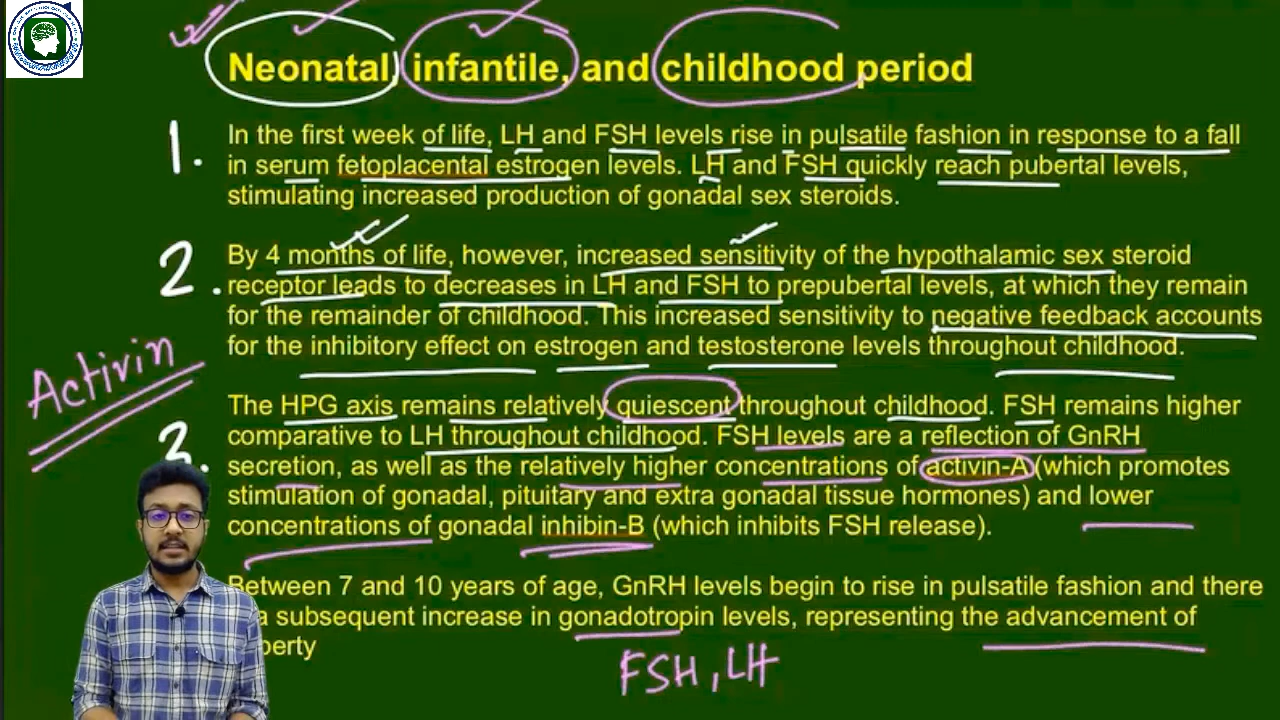 Neonatal, infantile, and childhood period
1.
In the first week of life, LH and FSH levels rise in pulsatile fashion in response to a fall
in serum fetoplacental estrogen levels. LH and FSH quickly reach pubertal levels,
stimulating increased production of gonadal sex steroids.
2.
By 4 months of life, however, increased sensitivity of the hypothalamic sex steroid
receptor leads to decreases in LH and FSH to prepubertal levels, at which they remain
for the remainder of childhood. This increased sensitivity to negative feedback accounts
for the inhibitory effect on estrogen and testosterone levels throughout childhood.
Activin
3.
The HPG axis remains relatively quiescent throughout childhood. FSH remains higher
comparative to LH throughout childhood. FSH levels are a reflection of GnRH
secretion, as well as the relatively higher concentrations of activin-A (which promotes
stimulation of gonadal, pituitary and extra gonadal tissue hormones) and lower
concentrations of gonadal inhibin-B (which inhibits FSH release).
Between 7 and 10 years of age, GnRH levels begin to rise in pulsatile fashion and there
a subsequent increase in gonadotropin levels, representing the advancement of
berty
FSH, LH